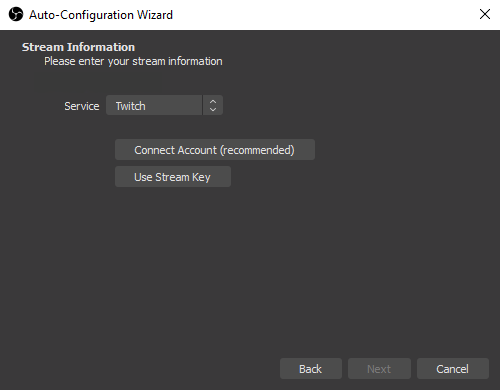 Auto-Configuration Wizard
Stream Information
Please enter your stream information
Service Twitch
Connect Account (recommended)
Use Stream Key
Back Next Cancel